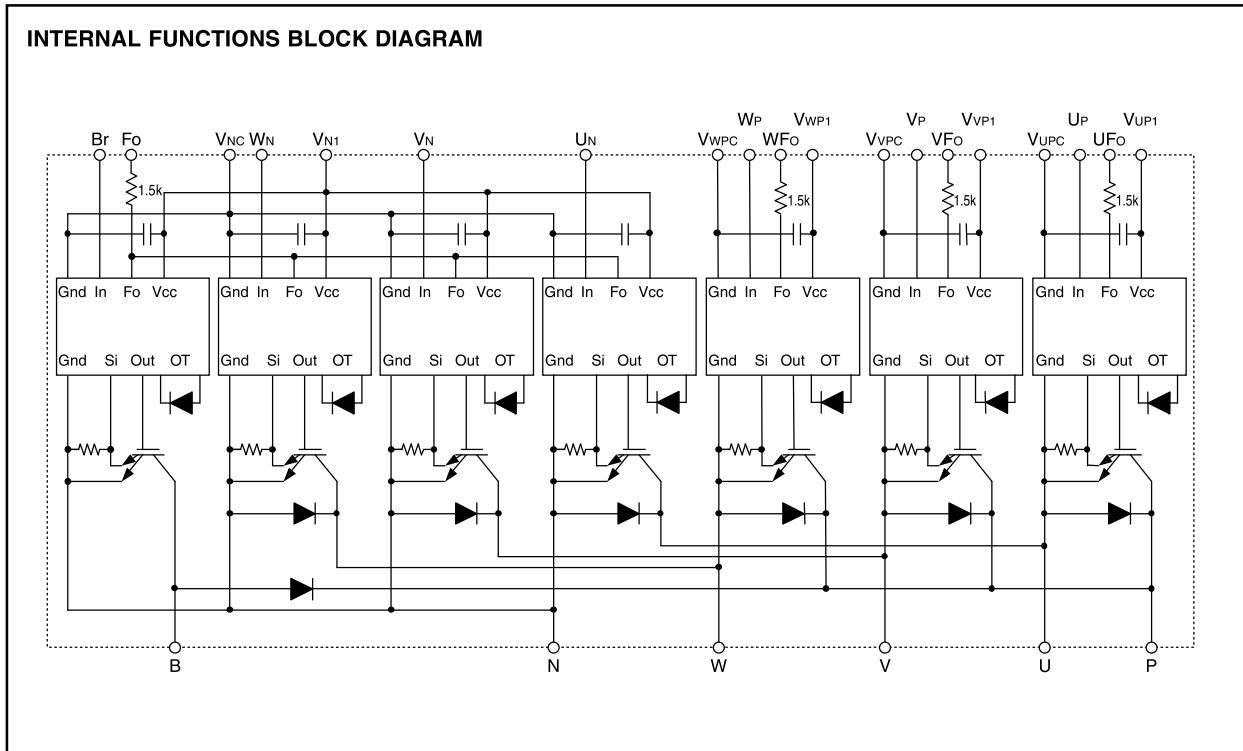 INTERNAL FUNCTIONS BLOCK DIAGRAM
WP VWP1 VP VVP1 UP VUP1
Br FO VNC WN VN1 VN UN VWPC WFO VVPC VFO VUPC UFO
1.5k 1.5k 1.5k 1.5k
Gnd In Fo Vcc Gnd In Fo Vcc Gnd In Fo Vcc Gnd In Fo Vcc Gnd In Fo Vcc Gnd In Fo Vcc Gnd In Fo Vcc
Gnd Si Out OT Gnd Si Out OT Gnd Si Out OT Gnd Si Out OT Gnd Si Out OT Gnd Si Out OT Gnd Si Out OT
B N W V U P